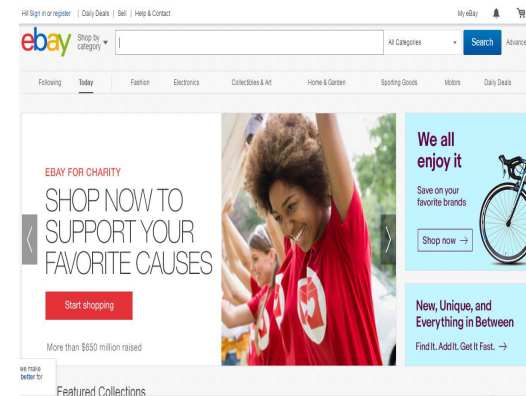 Hi! Sign in or register | Daily Deals | Sell | Help & Contact
My eBay
ebay
Shop by
category
All Categories
Search
Advance
Following
Today
Fashion
Electronics
Collectibles & Art
Home & Garden
Sporting Goods
Motors
Daily Deals
EBAY FOR CHARITY
SHOP NOW TO
SUPPORT YOUR
FAVORITE CAUSES
Start shopping
More than $650 million raised
We all
enjoy it
Save on your
favorite brands
Shop now →
New, Unique, and
Everything in Between
Find It. Add It. Get It Fast. →
we make
better for
Featured Collections